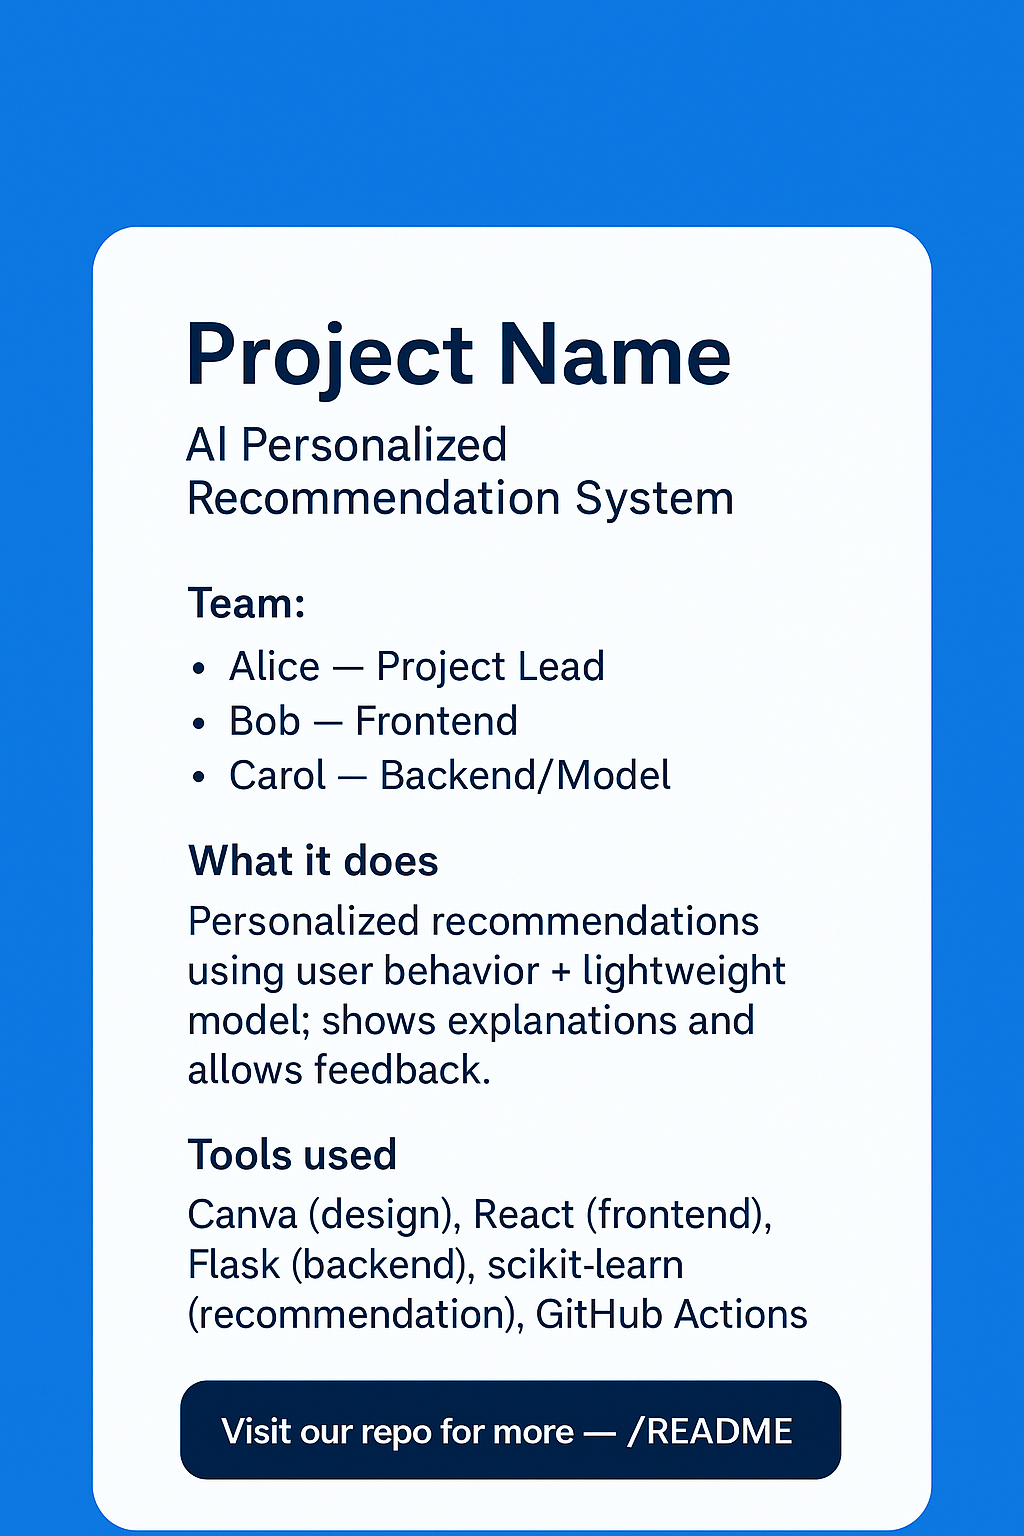 Project Name
AI Personalized
Recommendation System
Team:
• Alice — Project Lead
• Bob — Frontend
• Carol — Backend/Model
What it does
Personalized recommendations
using user behavior + lightweight
model; shows explanations and
allows feedback.
Tools used
Canva (design), React (frontend),
Flask (backend), scikit-learn
(recommendation), GitHub Actions
Visit our repo for more — /README